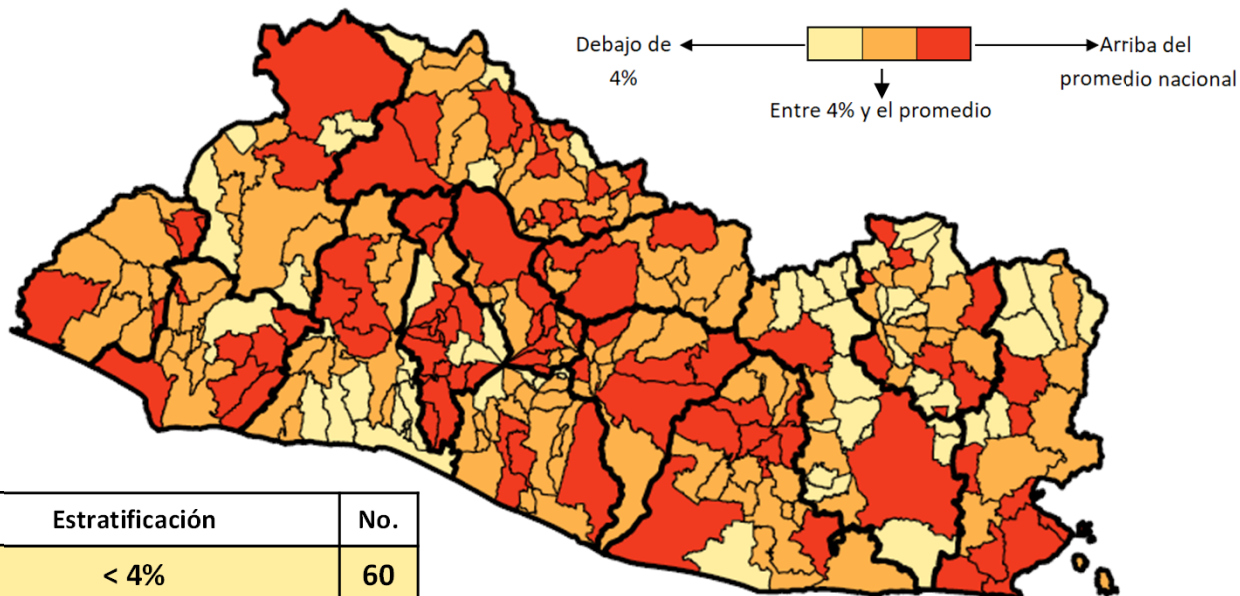 Debajo de
4%
Arriba del
promedio nacional
Entre 4% y el promedio
Estratificación No.
< 4% 60